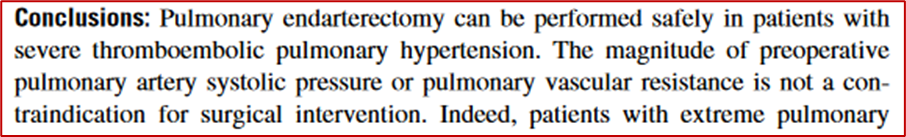 Conclusions: Pulmonary endarterectomy can be performed safely in patients with
severe thromboembolic pulmonary hypertension. The magnitude of preoperative
pulmonary artery systolic pressure or pulmonary vascular resistance is not a con-
traindication for surgical intervention. Indeed, patients with extreme pulmonary